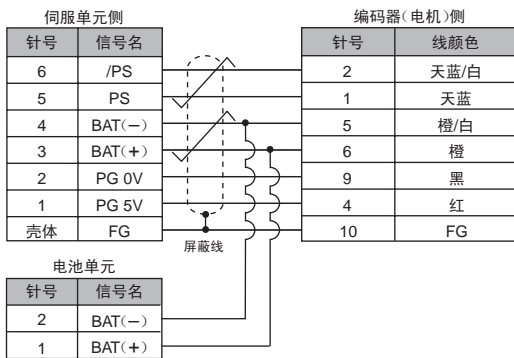 伺服单元侧 编码器(电机)侧
针号 信号名 针号 线颜色
6 /PS 2 天蓝/白
5 PS 1 天蓝
4 BAT(-) 5 橙/白
3 BAT(+) 6 橙
2 PG 0V 9 黑
1 PG 5V 4 红
壳体 FG 10 FG
屏蔽线
电池单元
针号 信号名
2 BAT(-)
1 BAT(+)